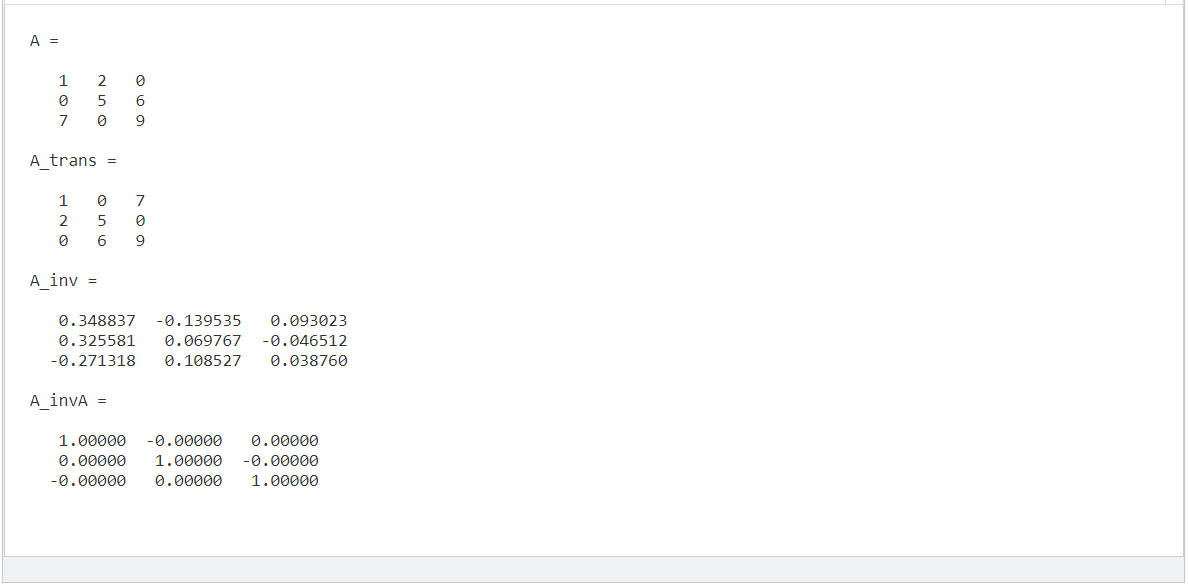 A =
1 2 0
0 5 6
7 0 9
A_trans =
1 0 7
2 5 0
0 6 9
A_inv =
0.348837 -0.139535 0.093023
0.325581 0.069767 -0.046512
-0.271318 0.108527 0.038760
A_invA =
1.00000 -0.00000 0.00000
0.00000 1.00000 -0.00000
-0.00000 0.00000 1.00000